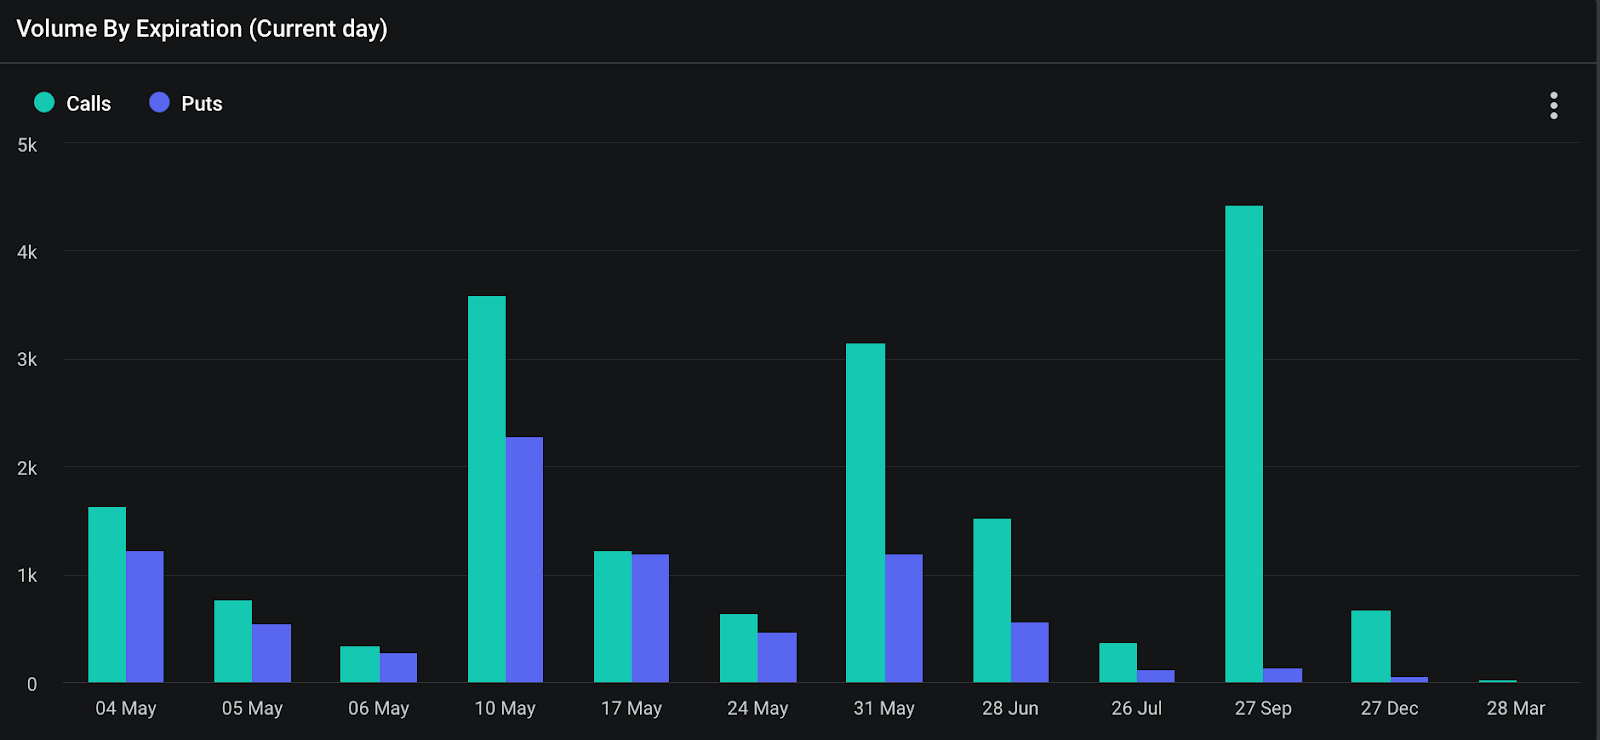 Volume By Expiration (Current day)
Calls Puts
5k
4k
3k
2k
1k
0
04 May 05 May 06 May 10 May 17 May 24 May 31 May 28 Jun 26 Jul 27 Sep 27 Dec 28 Mar